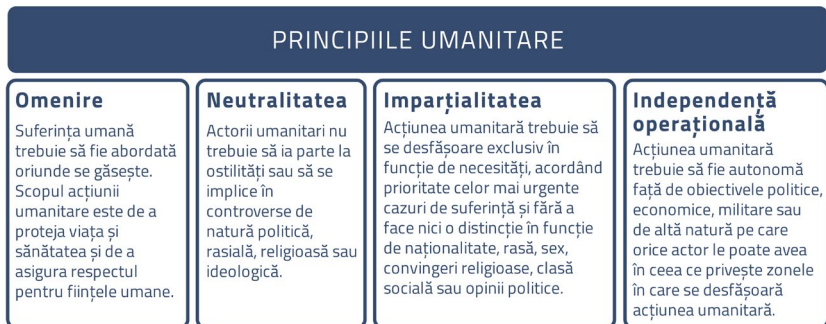 PRINCIPIILE UMANITARE
Omenire
Suferința umană
trebuie să fie abordată
oriunde se găsește.
Scopul acțiunii
umanitare este de a
proteja viața și
sănătatea și de a
asigura respectul
pentru ființele umane.
Neutralitatea
Actorii umanitari nu
trebuie să ia parte la
ostilități sau să se
implice în
controverse de
natură politică,
rasială, religioasă sau
ideologică.
Imparțialitatea
Acțiunea umanitară trebuie să
se desfășoare exclusiv în
funcție de necesități, acordând
prioritate celor mai urgente
cazuri de suferință și fără a
face nici o distincție în funcție
de naționalitate, rasă, sex,
convingeri religioase, clasă
socială sau opinii politice.
Independență
operațională
Acțiunea umanitară
trebuie să fie autonomă
față de obiectivele politice,
economice, militare sau
de altă natură pe care
orice actor le poate avea
în ceea ce privește zonele
în care se desfășoară
acțiunea umanitară.